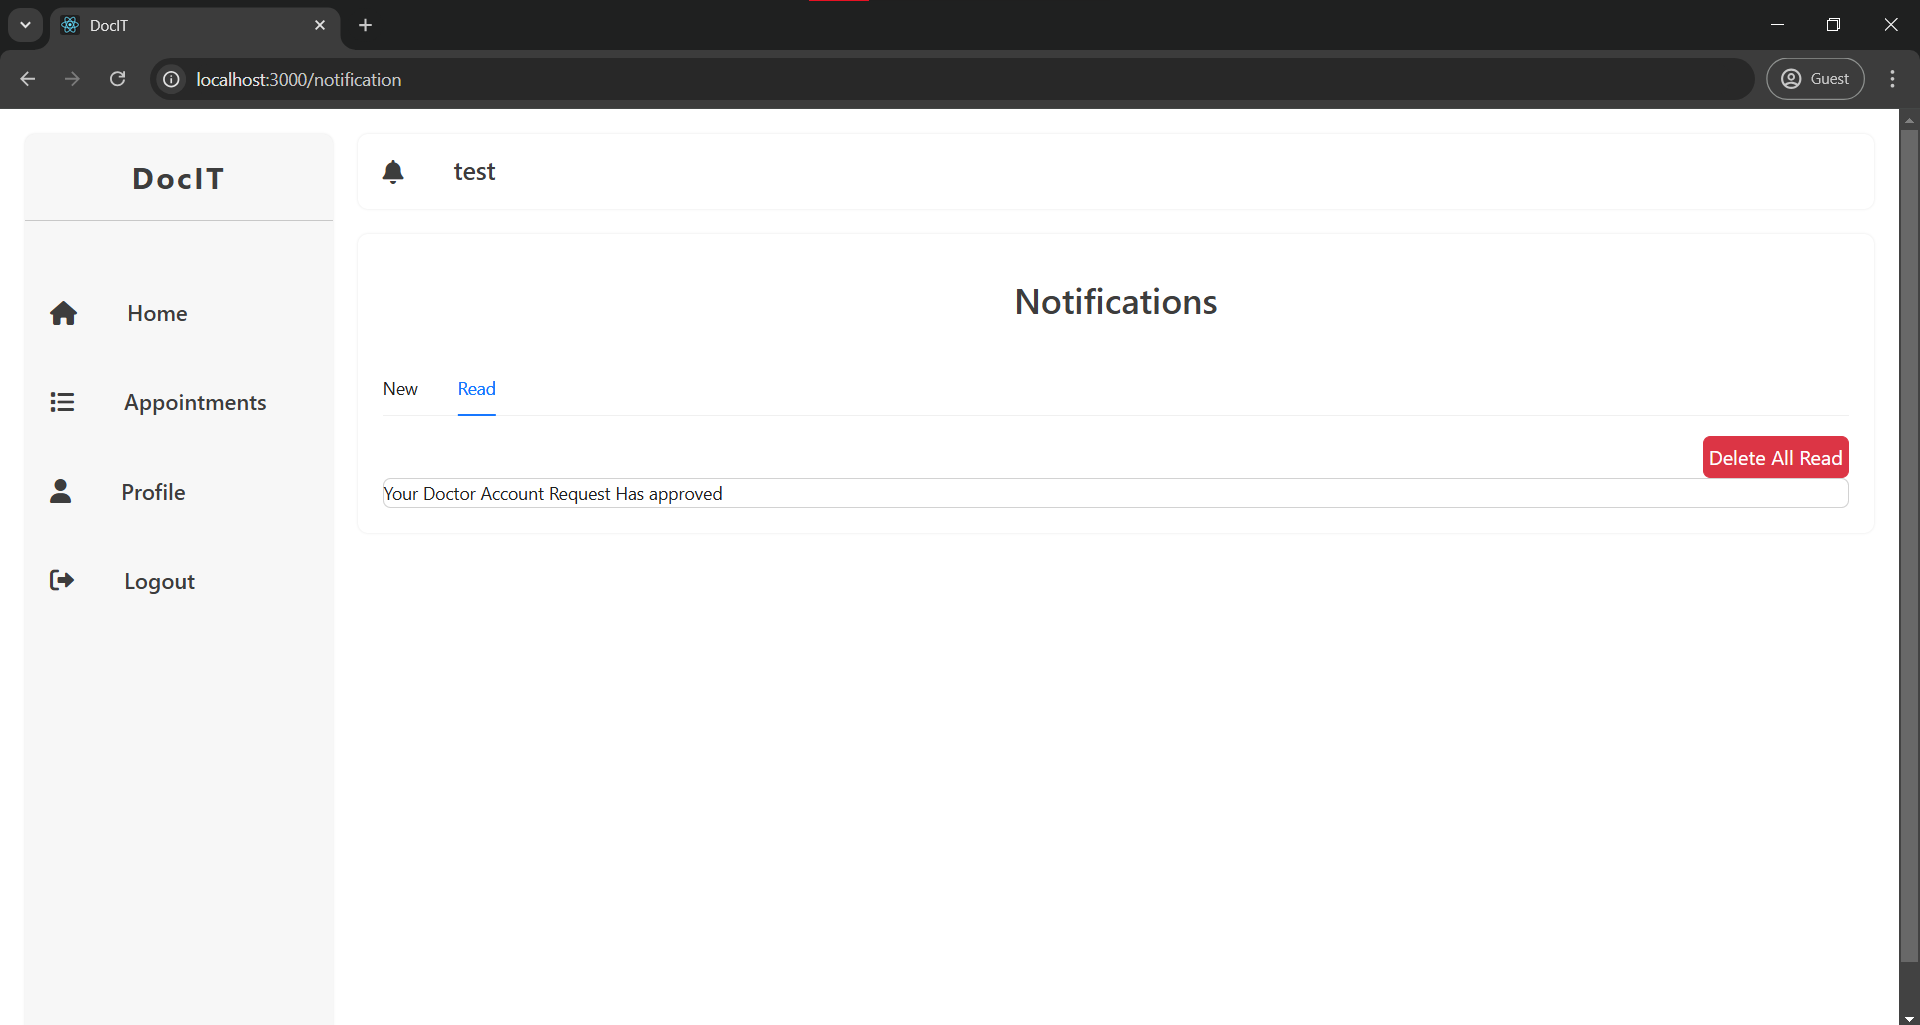 DocIT
localhost:3000/notification
Guest
DocIT
test
Home
Appointments
Profile
Logout
Notifications
New Read
Delete All Read
Your Doctor Account Request Has approved